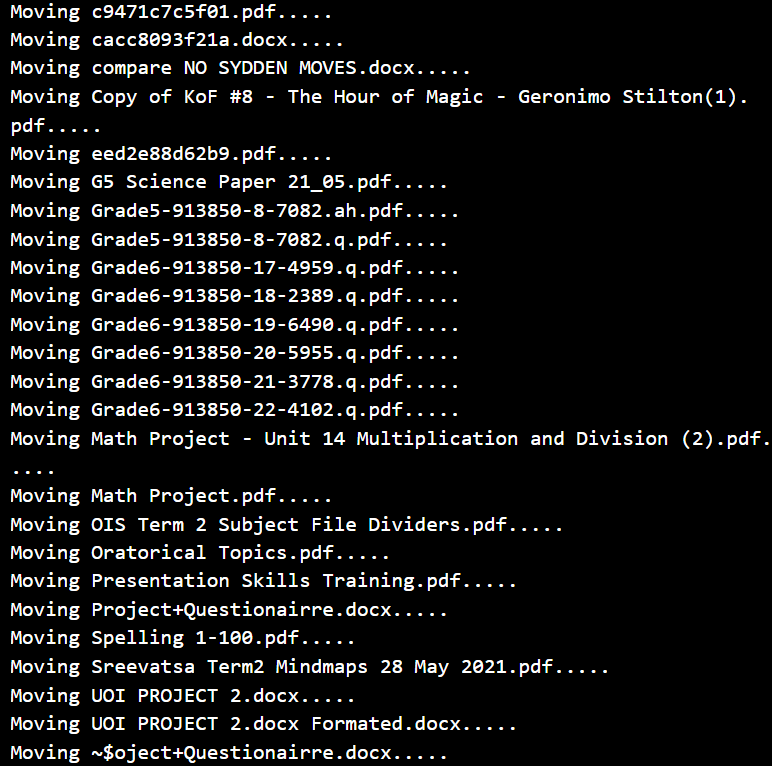 Moving c9471c7c5f01.pdf.....
Moving cacc8093f21a.docx.....
Moving compare NO SYDDEN MOVES.docx.....
Moving Copy of KoF #8 - The Hour of Magic - Geronimo Stilton(1).
pdf.....
Moving eed2e88d62b9.pdf.....
Moving G5 Science Paper 21_05.pdf.....
Moving Grade5-913850-8-7082.ah.pdf.....
Moving Grade5-913850-8-7082.q.pdf.....
Moving Grade6-913850-17-4959.q.pdf.....
Moving Grade6-913850-18-2389.q.pdf.....
Moving Grade6-913850-19-6490.q.pdf.....
Moving Grade6-913850-20-5955.q.pdf.....
Moving Grade6-913850-21-3778.q.pdf.....
Moving Grade6-913850-22-4102.q.pdf.....
Moving Math Project - Unit 14 Multiplication and Division (2).pdf.
....
Moving Math Project.pdf.....
Moving OIS Term 2 Subject File Dividers.pdf.....
Moving Oratorical Topics.pdf.....
Moving Presentation Skills Training.pdf.....
Moving Project+Questionairre.docx.....
Moving Spelling 1-100.pdf.....
Moving Sreevatsa Term2 Mindmaps 28 May 2021.pdf.....
Moving UOI PROJECT 2.docx.....
Moving UOI PROJECT 2.docx Formated.docx.....
Moving ~$oject+Questionairre.docx.....